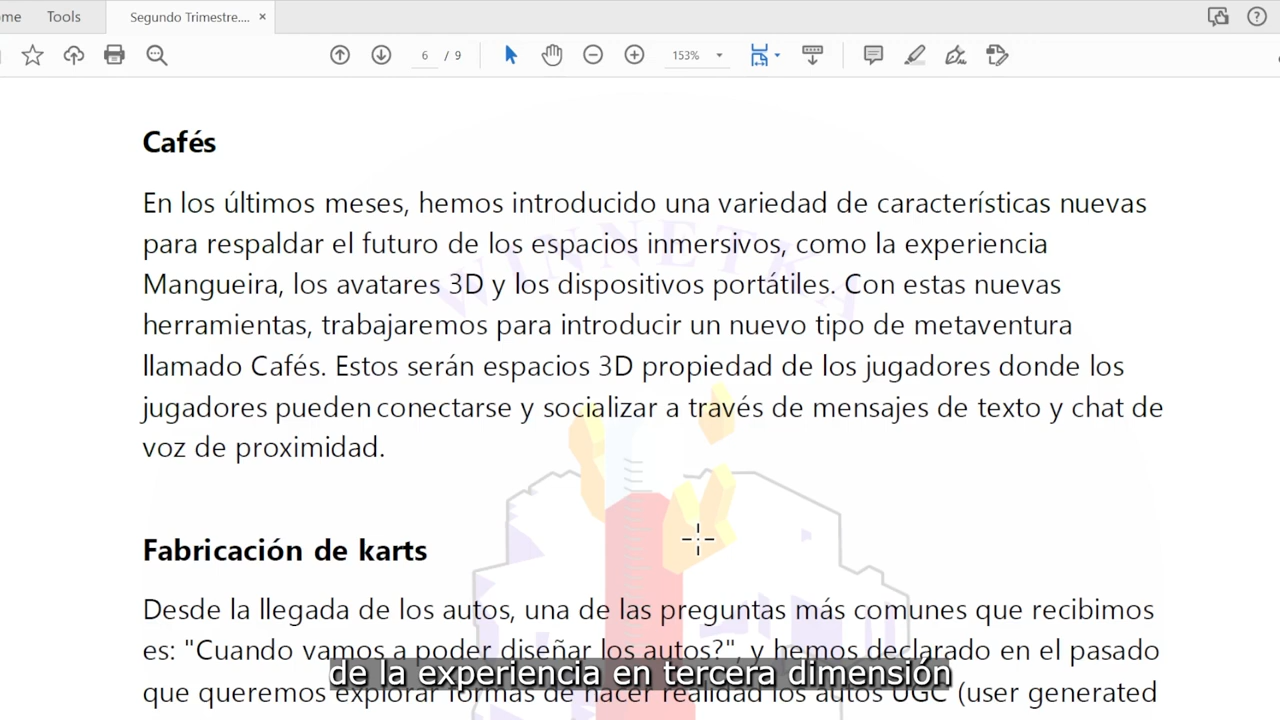 ome Tools Segundo Trimestre.... ×
6 / 9 153%
Cafés
En los últimos meses, hemos introducido una variedad de características nuevas
para respaldar el futuro de los espacios inmersivos, como la experiencia
Mangueira, los avatares 3D y los dispositivos portátiles. Con estas nuevas
herramientas, trabajaremos para introducir un nuevo tipo de metaventura
llamado Cafés. Estos serán espacios 3D propiedad de los jugadores donde los
jugadores pueden conectarse y socializar a través de mensajes de texto y chat de
voz de proximidad.
WINNETKA
Fabricación de karts
Desde la llegada de los autos, una de las preguntas más comunes que recibimos
es: "Cuando vamos a poder diseñar los autos?", y hemos declarado en el pasado
de la experiencia en tercera dimensión
que queremos explorar formas de hacer realidad los autos UGC (user generated